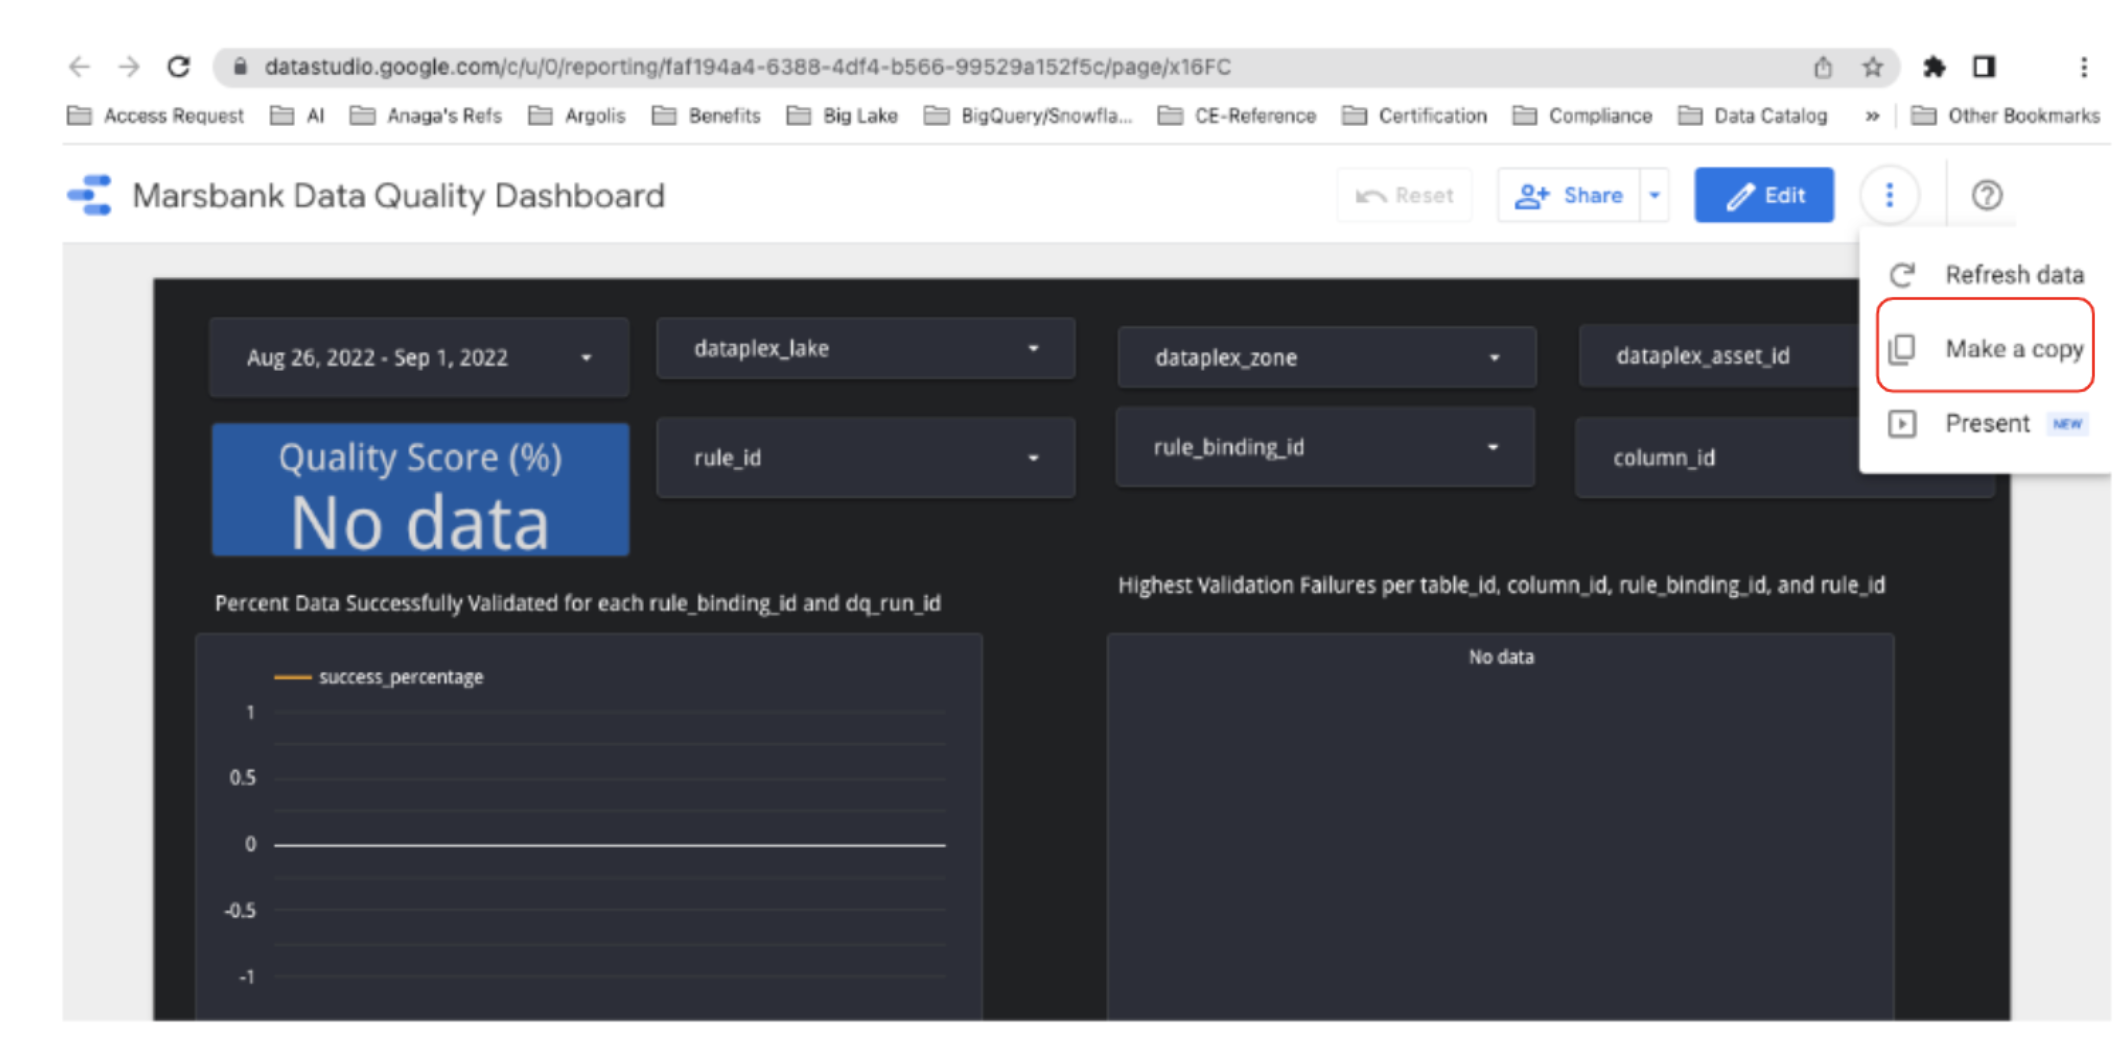 datastudio.google.com/c/u/0/reporting/faf194a4-6388-4df4-b566-99529a152f5c/page/x16FC
Access Request AI Anaga's Refs Argolis Benefits Big Lake BigQuery/Snowfla... CE-Reference Certification Compliance Data Catalog » Other Bookmarks
Marsbank Data Quality Dashboard Reset Share Edit
Refresh data
Make a copy
Present NEW
Aug 26, 2022 - Sep 1, 2022 dataplex_lake dataplex_zone dataplex_asset_id
Quality Score (%) rule_id rule_binding_id column_id
No data
Percent Data Successfully Validated for each rule_binding_id and dq_run_id
Highest Validation Failures per table_id, column_id, rule_binding_id, and rule_id
success_percentage
1
0.5
0
-0.5
-1
No data